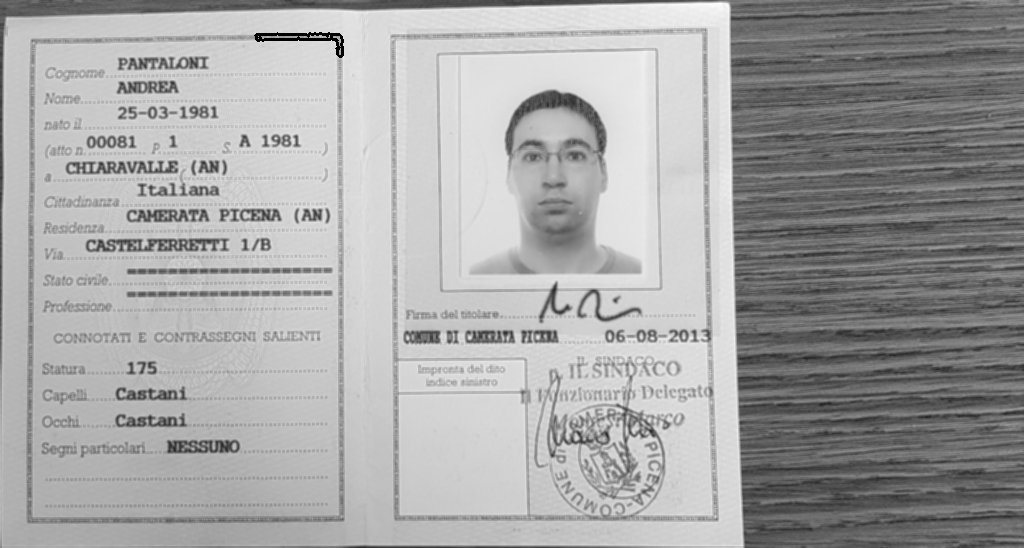 Cognome PANTALONI
Nome ANDREA
nato il 25-03-1981
(atto n. 00081 P. 1 S. A 1981 )
a CHIARAVALLE (AN) )
Cittadinanza Italiana
Residenza CAMERATA PICENA (AN)
Via CASTELFERRETTI 1/B
Stato civile
Professione
CONNOTATI E CONTRASSEGNI SALIENTI
Statura 175
Capelli Castani
Occhi Castani
Segni particolari NESSUNO
Firma del titolare
COMUNE DI CAMERATA PICENA 06-08-2013
Impronta del dito
indice sinistro
IL SINDACO
p. IL SINDACO
Il Funzionario Delegato
COMUNE DI CAMERATA PICENA